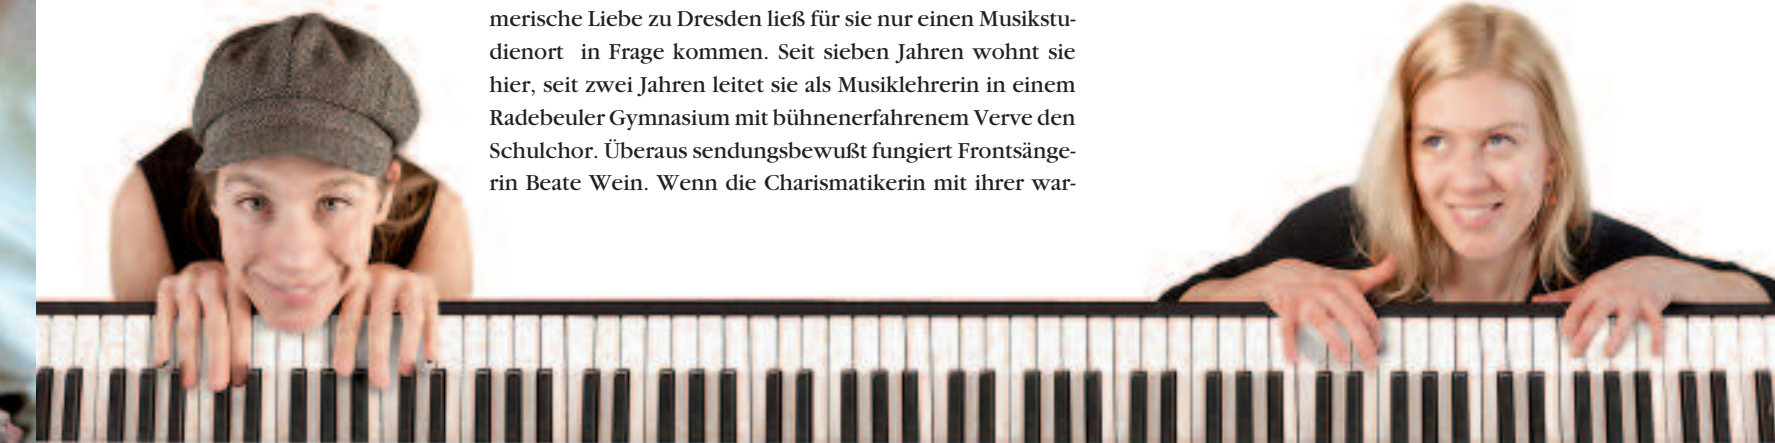 merische Liebe zu Dresden ließ für sie nur einen Musikstu-
dienort in Frage kommen. Seit sieben Jahren wohnt sie
hier, seit zwei Jahren leitet sie als Musiklehrerin in einem
Radebeuler Gymnasium mit bühnenerfahrenem Verve den
Schulchor. Überaus sendungsbewußt fungiert Frontsänge-
rin Beate Wein. Wenn die Charismatikerin mit ihrer war-